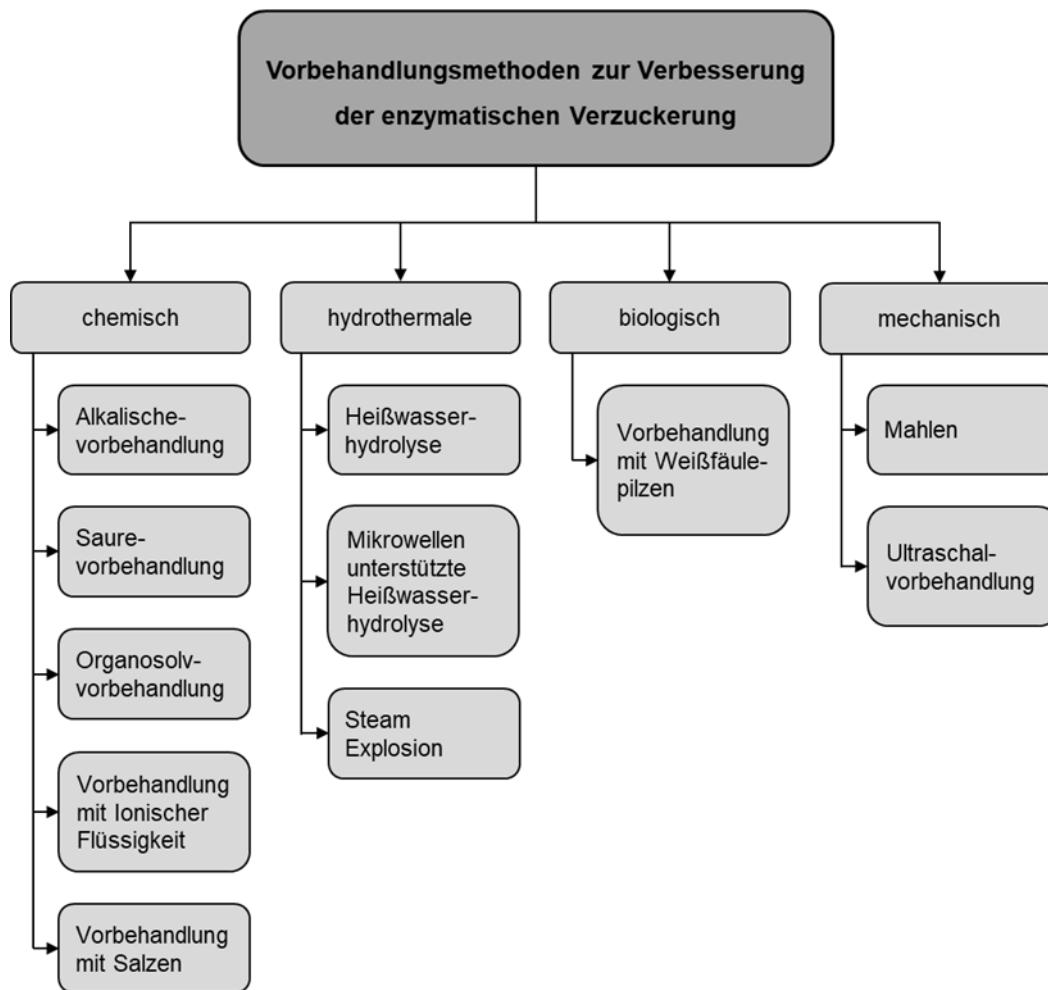 Vorbehandlungsmethoden zur Verbesserung
der enzymatischen Verzuckerung
chemisch
hydrothermale
biologisch
mechanisch
Alkalische-
vorbehandlung
Saure-
vorbehandlung
Organosolv-
vorbehandlung
Vorbehandlung
mit Ionischer
Flüssigkeit
Vorbehandlung
mit Salzen
Heißwasser-
hydrolyse
Mikrowellen
unterstützte
Heißwasser-
hydrolyse
Steam
Explosion
Vorbehandlung
mit Weißfäule-
pilzen
Mahlen
Ultraschal-
vorbehandlung